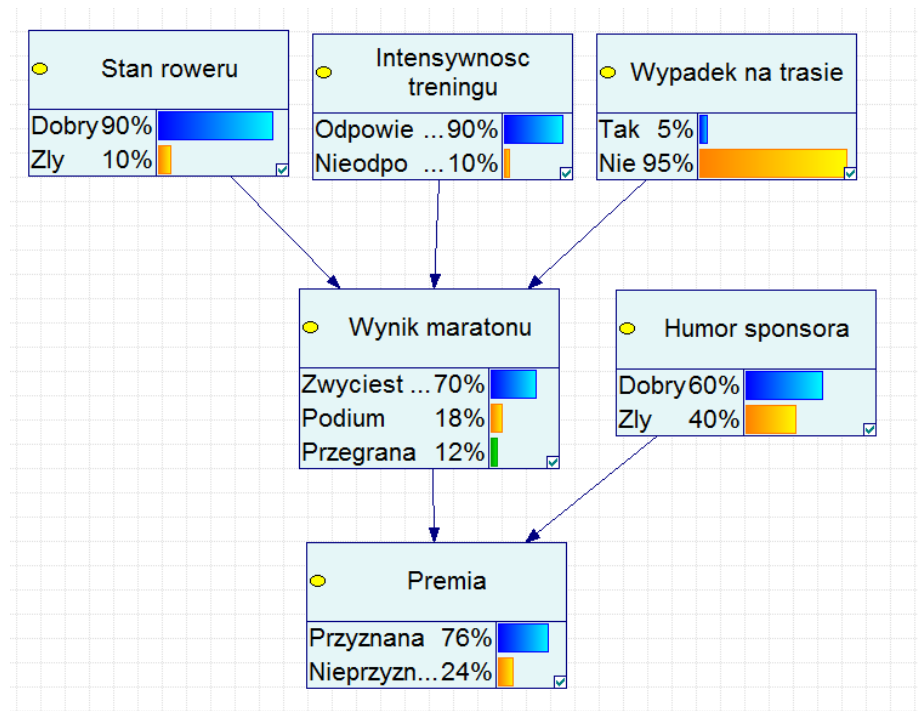 Stan roweru
Dobry 90%
Zly 10%
Intensywnosc
treningu
Odpowie ... 90%
Nieodpo ... 10%
Wypadek na trasie
Tak 5%
Nie 95%
Wynik maratonu
Zwyciest ... 70%
Podium 18%
Przegrana 12%
Humor sponsora
Dobry 60%
Zly 40%
Premia
Przyznana 76%
Nieprzyzn... 24%